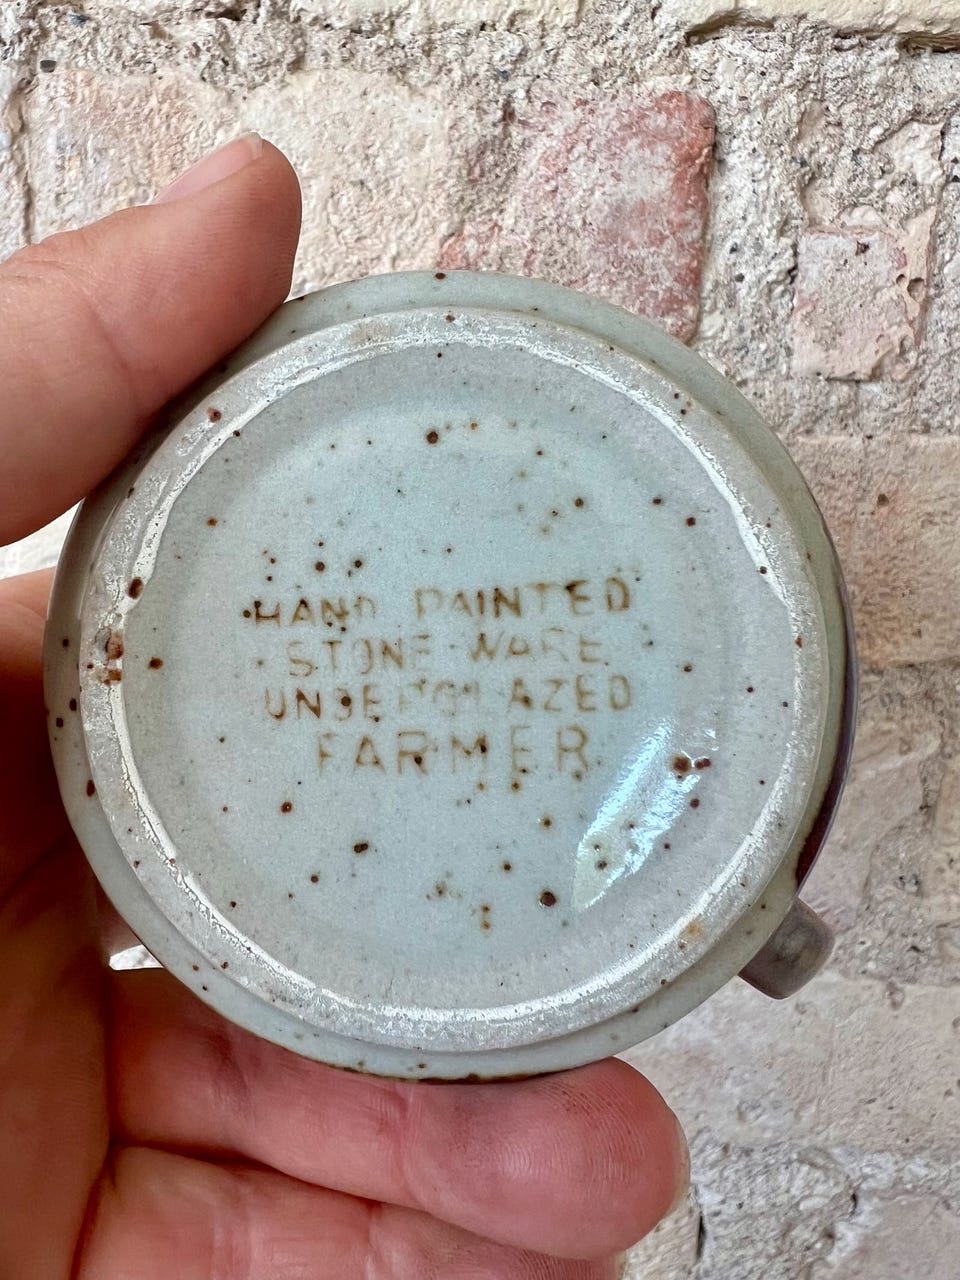 HAND PAINTED
STONE WARE
UNDERGLAZED
FARMER